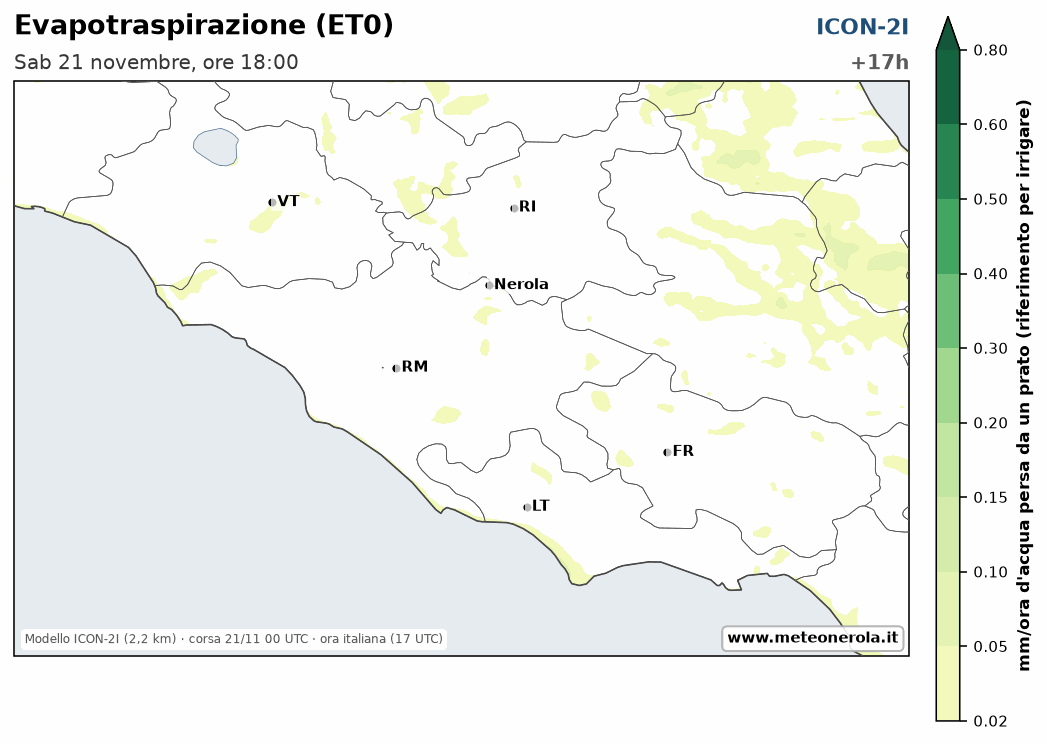 Evapotraspirazione (ET0)
ICON-2I
Sab 21 novembre, ore 18:00
+17h
VT
RI
Nerola
RM
FR
LT
Modello ICON-2I (2,2 km) · corsa 21/11 00 UTC · ora italiana (17 UTC)
www.meteonerola.it
0.80
0.60
0.50
0.40
0.30
0.20
0.15
0.10
0.05
0.02
mm/ora d'acqua persa da un prato (riferimento per irrigare)